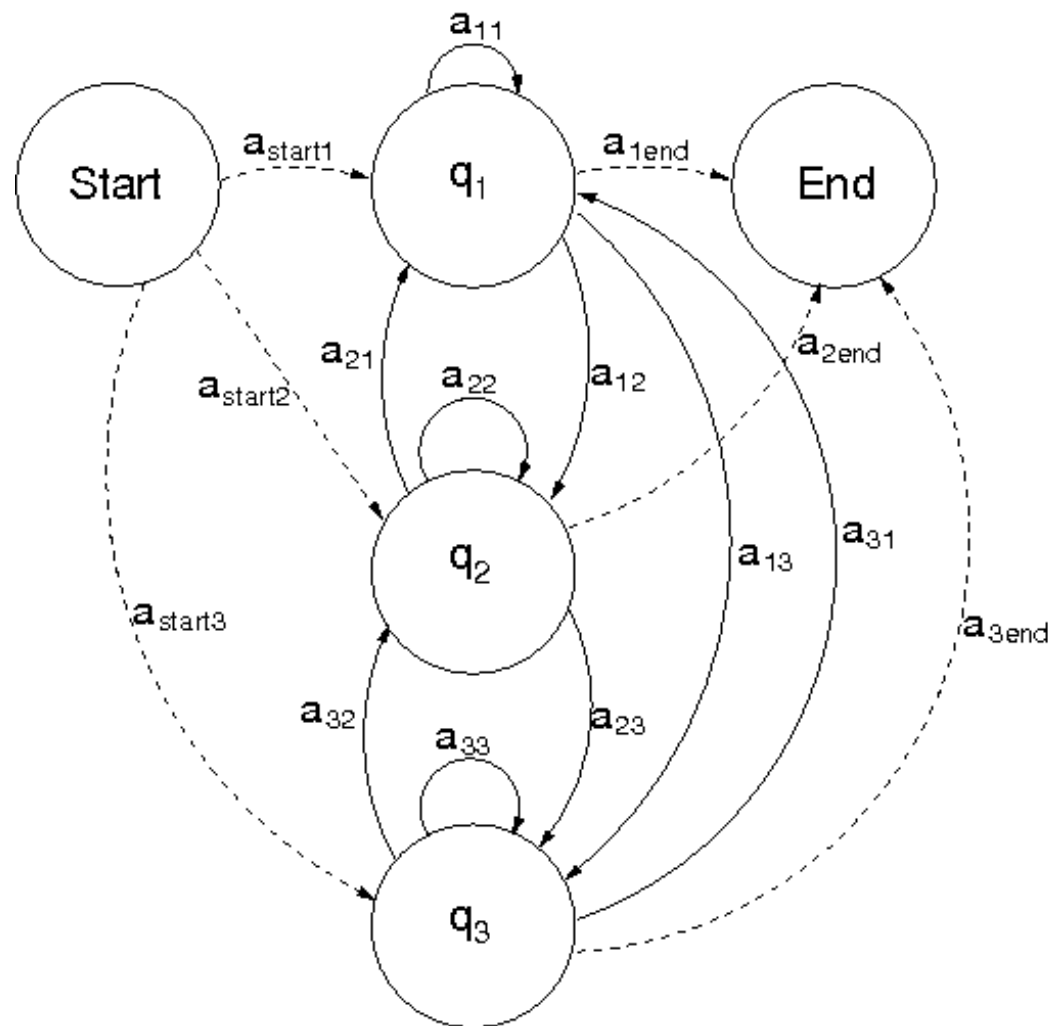 a11
astart1
a1end
Start
q1
End
a21
a22
a12
a2end
astart2
q2
a13
a31
astart3
a3end
a32
a33
a23
q3